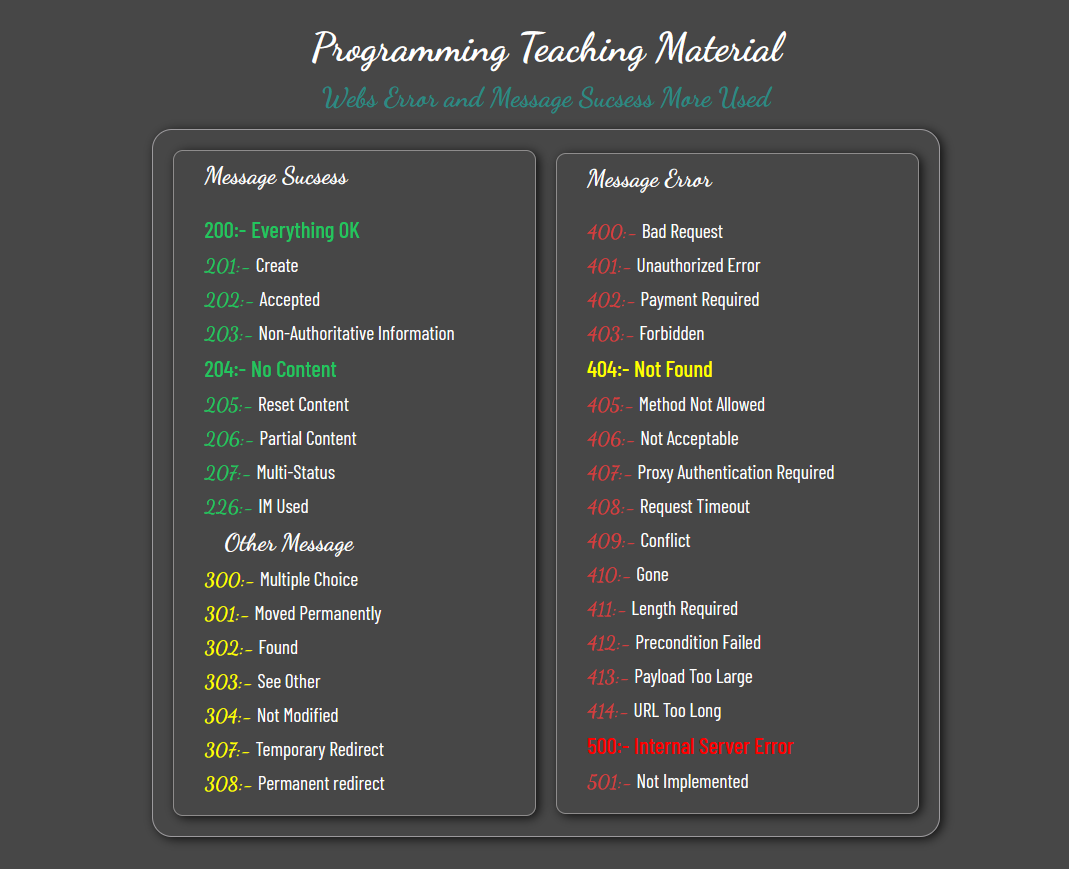 Programming Teaching Material
Webs Error and Message Sucsess More Used
Message Sucsess
200:- Everything OK
201:- Create
202:- Accepted
203:- Non-Authoritative Information
204:- No Content
205:- Reset Content
206:- Partial Content
207:- Multi-Status
226:- IM Used
Other Message
300:- Multiple Choice
301:- Moved Permanently
302:- Found
303:- See Other
304:- Not Modified
307:- Temporary Redirect
308:- Permanent redirect
Message Error
400:- Bad Request
401:- Unauthorized Error
402:- Payment Required
403:- Forbidden
404:- Not Found
405:- Method Not Allowed
406:- Not Acceptable
407:- Proxy Authentication Required
408:- Request Timeout
409:- Conflict
410:- Gone
411:- Length Required
412:- Precondition Failed
413:- Payload Too Large
414:- URL Too Long
500:- Internal Server Error
501:- Not Implemented